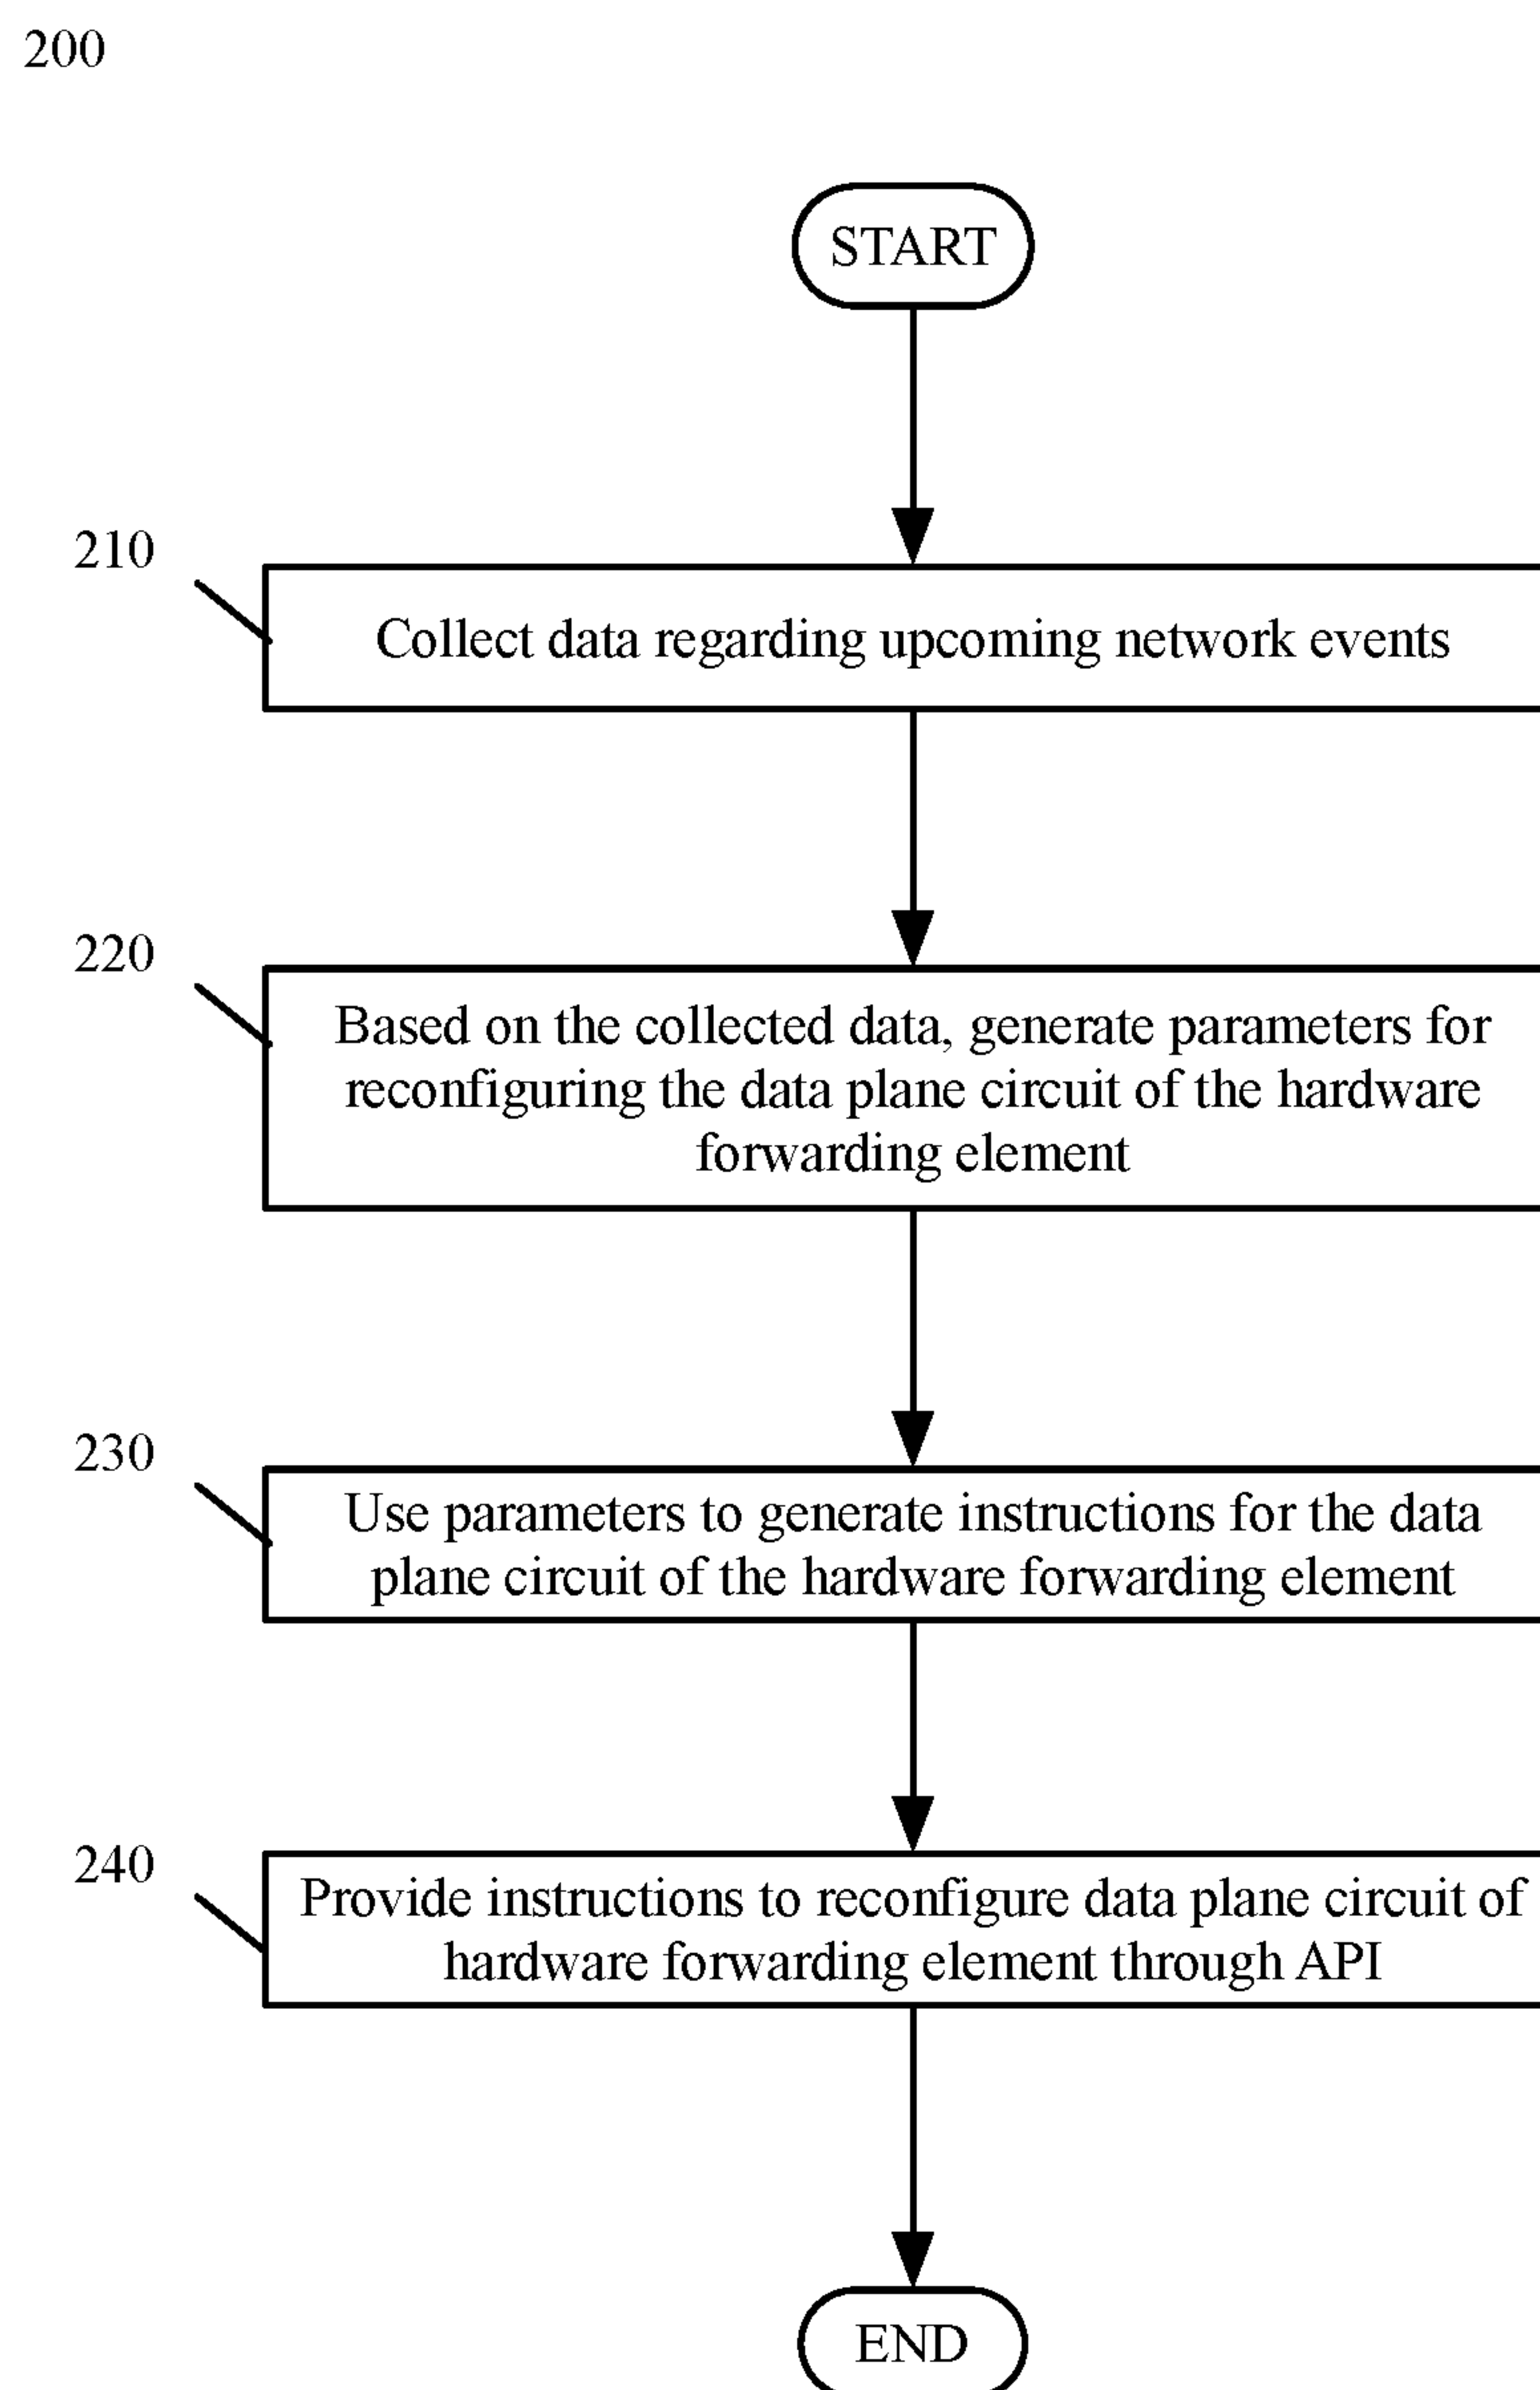 200
START
210
Collect data regarding upcoming network events
220
Based on the collected data, generate parameters for
reconfiguring the data plane circuit of the hardware
forwarding element
230
Use parameters to generate instructions for the data
plane circuit of the hardware forwarding element
240
Provide instructions to reconfigure data plane circuit of
hardware forwarding element through API
END